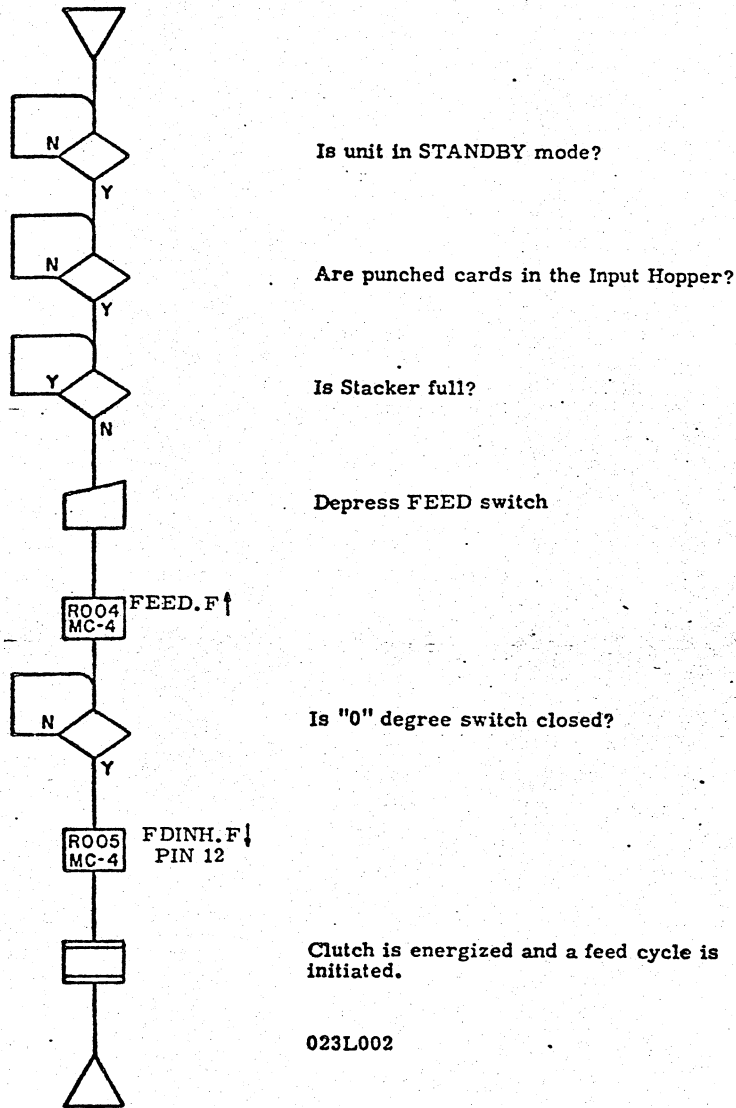 N
Is unit in STANDBY mode?
Y
N
Are punched cards in the Input Hopper?
Y
Y
Is Stacker full?
N
Depress FEED switch
R004
MC-4
FEED.F↑
N
Is "0" degree switch closed?
Y
R005
MC-4
FDINH.F↓
PIN 12
Clutch is energized and a feed cycle is
initiated.
023L002